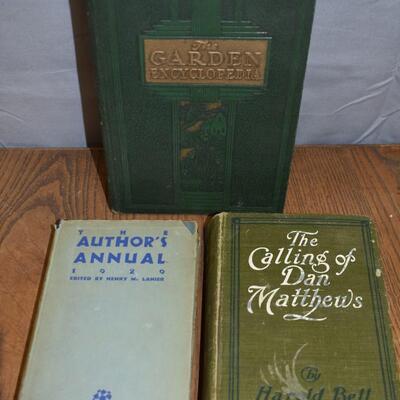 The
GARDEN
ENCYCLOPEDIA
THE
AUTHOR'S
ANNUAL
1929
EDITED BY HENRY W. LANIER
The
Calling of
Dan
Matthews
By
Harold Bell